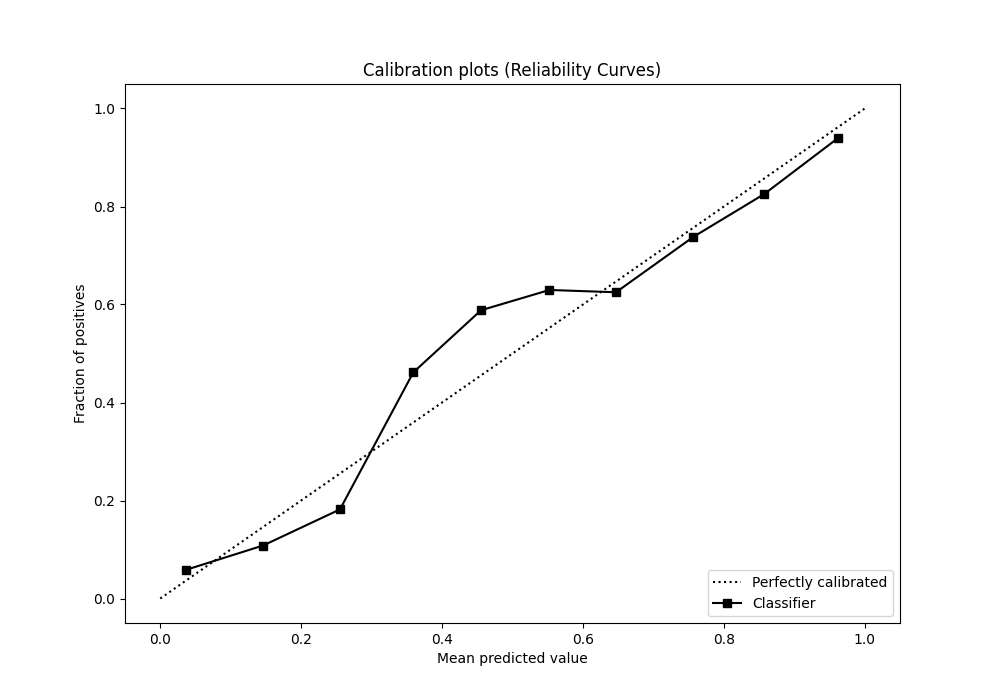 Calibration plots (Reliability Curves)
1.0
0.8
0.6
0.4
0.2
0.0
Fraction of positives
0.0 0.2 0.4 0.6 0.8 1.0
Mean predicted value
Perfectly calibrated
Classifier